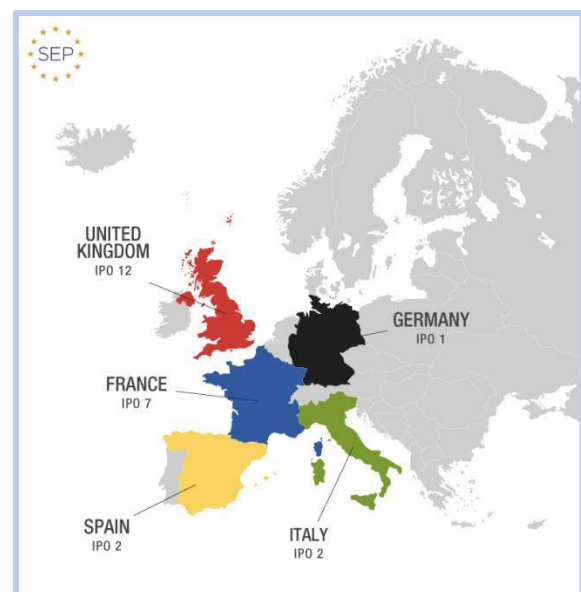 SEP
UNITED
KINGDOM
IPO 12
GERMANY
IPO 1
FRANCE
IPO 7
SPAIN
IPO 2
ITALY
IPO 2